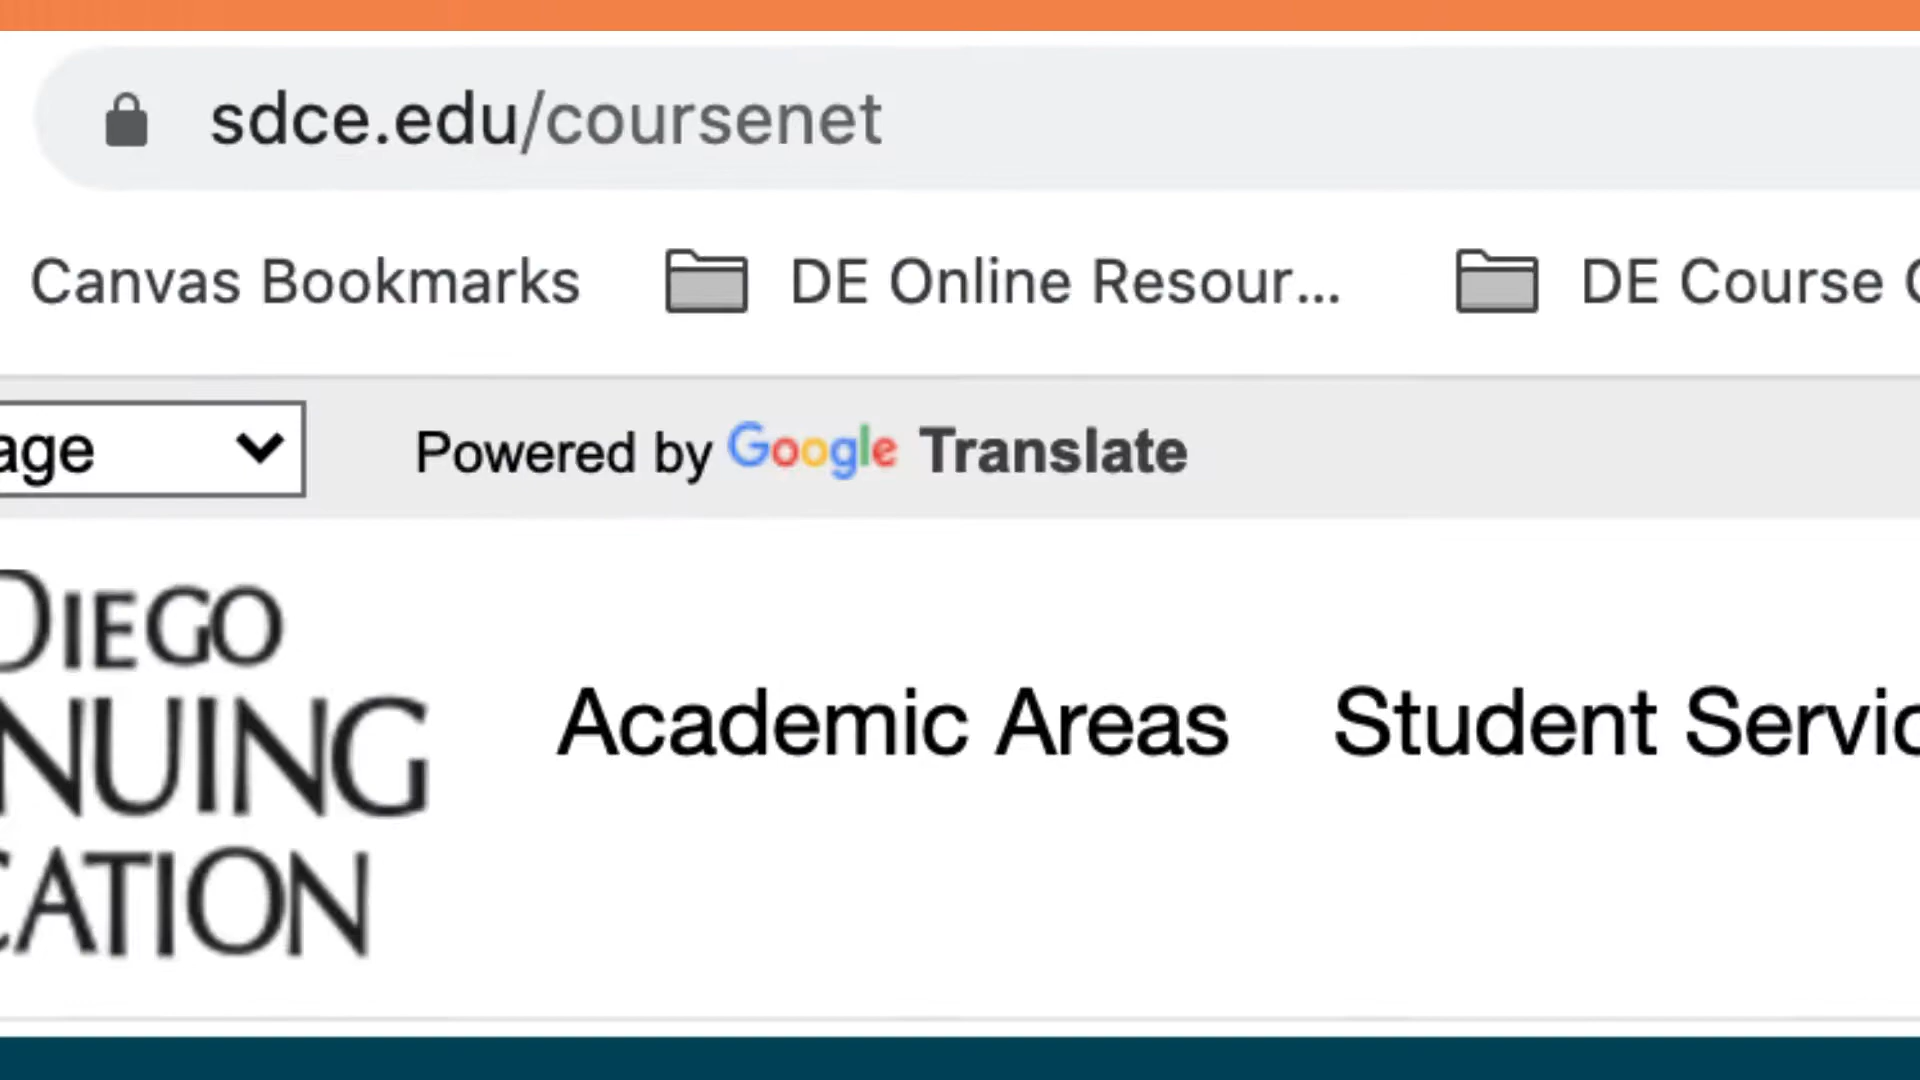 sdce.edu/coursenet
Canvas Bookmarks DE Online Resour... DE Course
age Powered by Google Translate
DIEGO
NUING
CATION
Academic Areas Student Servic